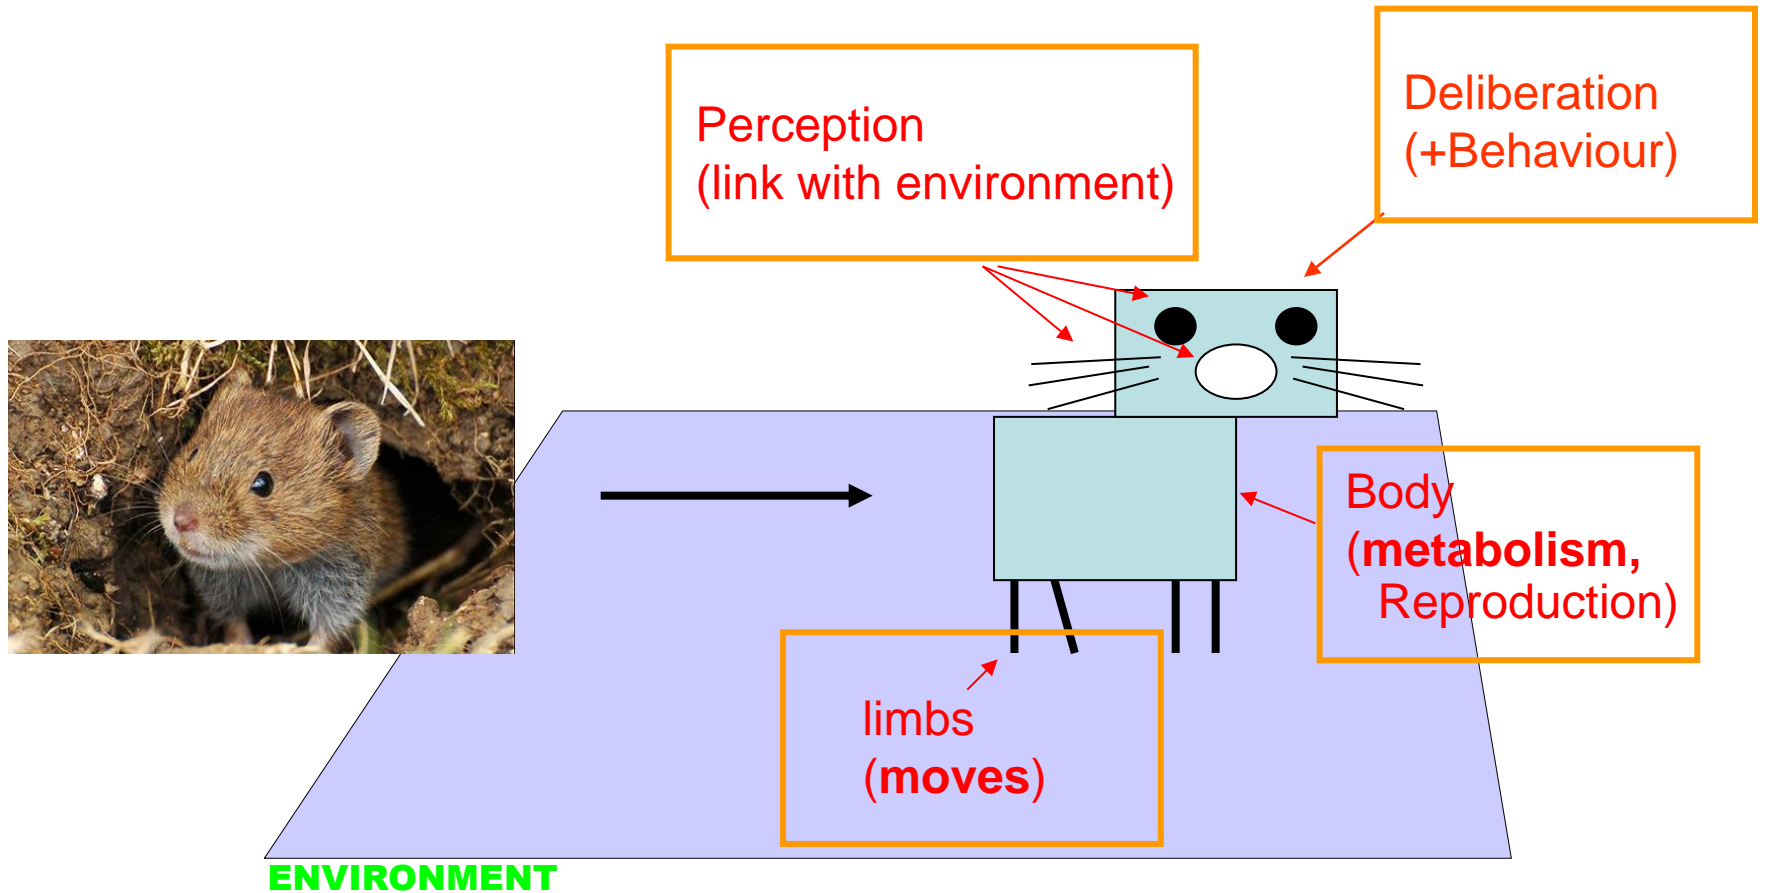 Perception
(link with environment)
Deliberation
(+Behaviour)
Body
(metabolism,
Reproduction)
limbs
(moves)
ENVIRONMENT